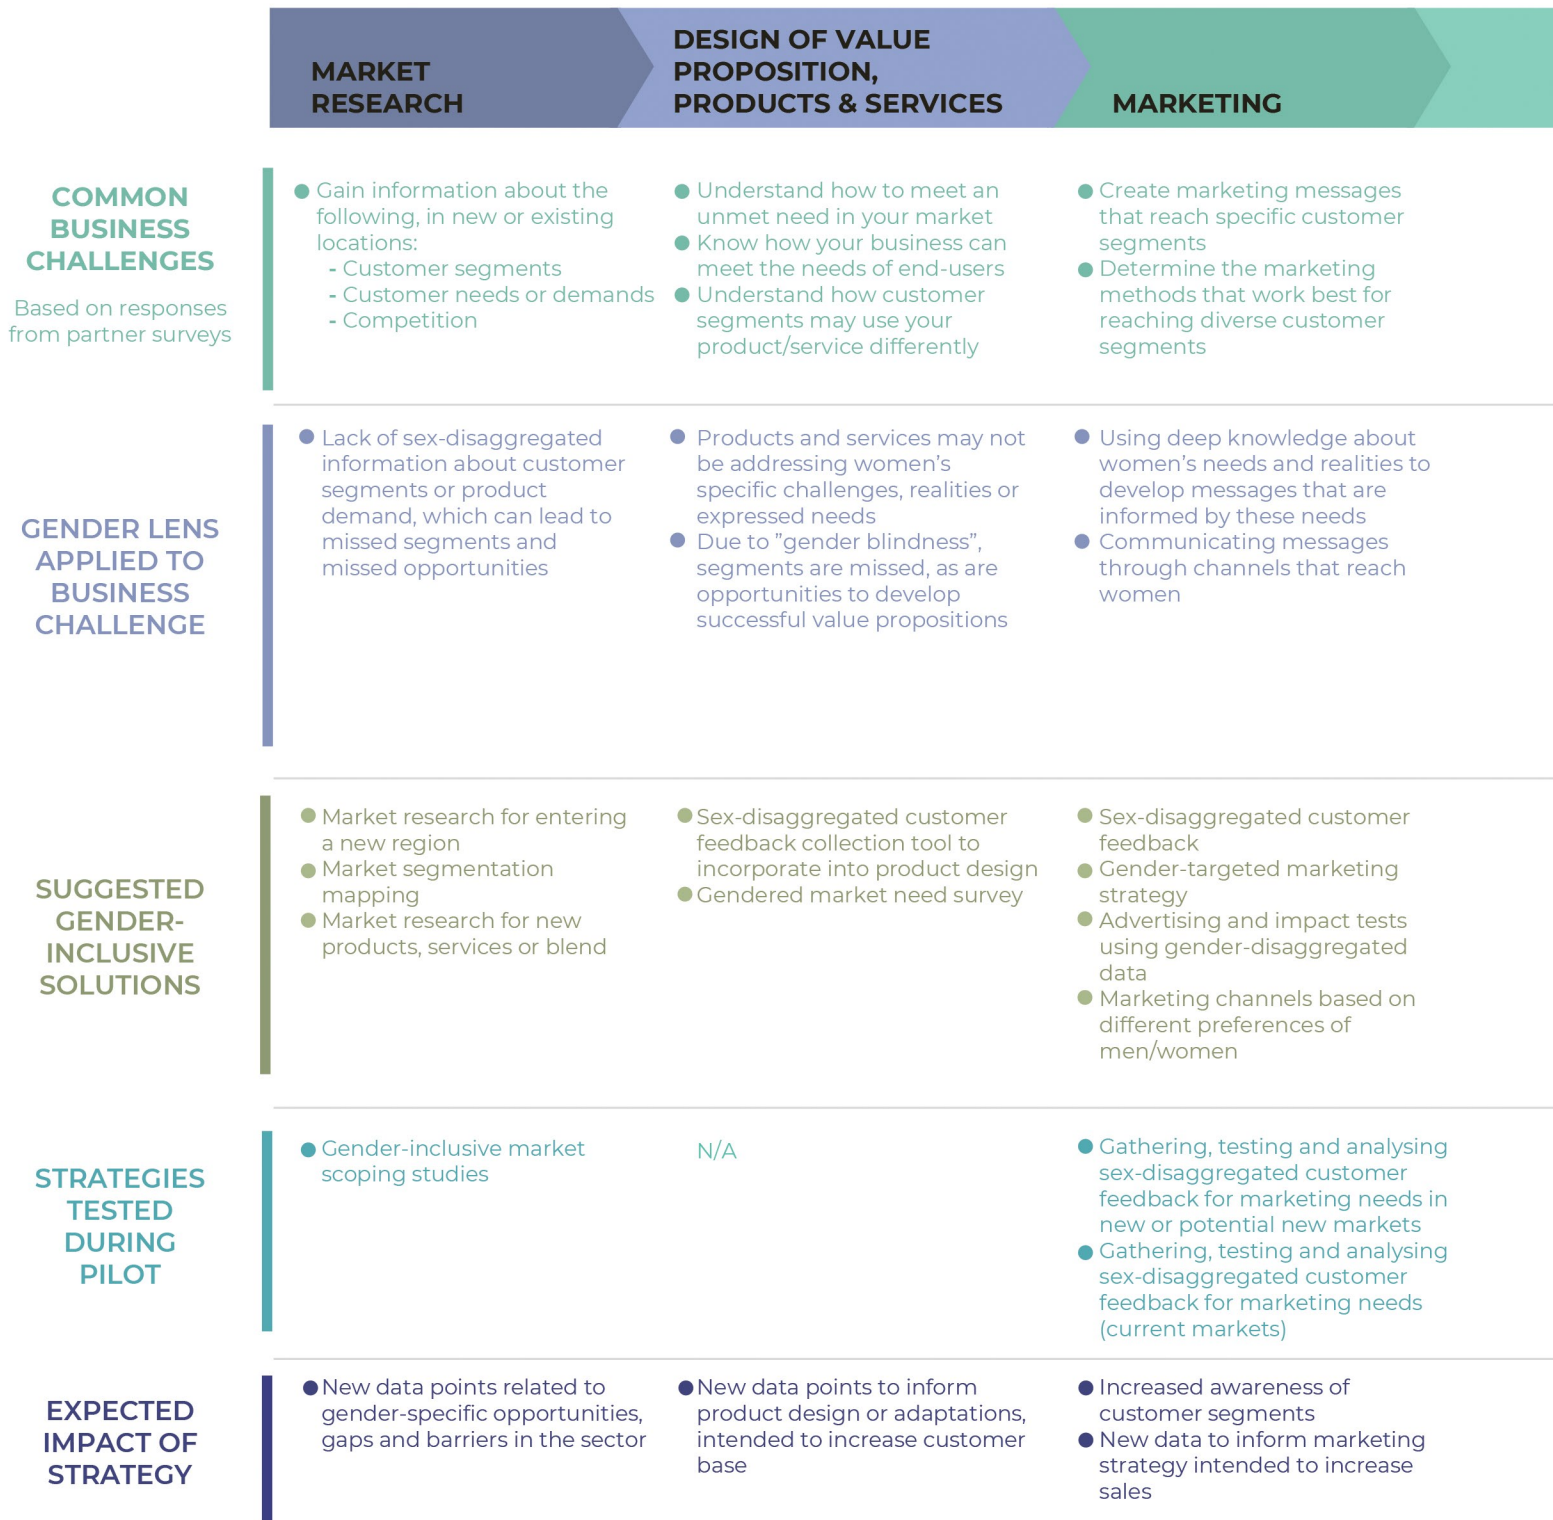 MARKET
RESEARCH
DESIGN OF VALUE
PROPOSITION,
PRODUCTS & SERVICES
MARKETING
COMMON
BUSINESS
CHALLENGES
Based on responses
from partner surveys
● Gain information about the
following, in new or existing
locations:
- Customer segments
- Customer needs or demands
- Competition
● Understand how to meet an
unmet need in your market
● Know how your business can
meet the needs of end-users
● Understand how customer
segments may use your
product/service differently
● Create marketing messages
that reach specific customer
segments
● Determine the marketing
methods that work best for
reaching diverse customer
segments
GENDER LENS
APPLIED TO
BUSINESS
CHALLENGE
● Lack of sex-disaggregated
information about customer
segments or product
demand, which can lead to
missed segments and
missed opportunities
● Products and services may not
be addressing women’s
specific challenges, realities or
expressed needs
● Due to ”gender blindness”,
segments are missed, as are
opportunities to develop
successful value propositions
● Using deep knowledge about
women’s needs and realities to
develop messages that are
informed by these needs
● Communicating messages
through channels that reach
women
SUGGESTED
GENDER-
INCLUSIVE
SOLUTIONS
● Market research for entering
a new region
● Market segmentation
mapping
● Market research for new
products, services or blend
● Sex-disaggregated customer
feedback collection tool to
incorporate into product design
● Gendered market need survey
● Sex-disaggregated customer
feedback
● Gender-targeted marketing
strategy
● Advertising and impact tests
using gender-disaggregated
data
● Marketing channels based on
different preferences of
men/women
STRATEGIES
TESTED
DURING
PILOT
● Gender-inclusive market
scoping studies
N/A
● Gathering, testing and analysing
sex-disaggregated customer
feedback for marketing needs in
new or potential new markets
● Gathering, testing and analysing
sex-disaggregated customer
feedback for marketing needs
(current markets)
EXPECTED
IMPACT OF
STRATEGY
● New data points related to
gender-specific opportunities,
gaps and barriers in the sector
● New data points to inform
product design or adaptations,
intended to increase customer
base
● Increased awareness of
customer segments
● New data to inform marketing
strategy intended to increase
sales